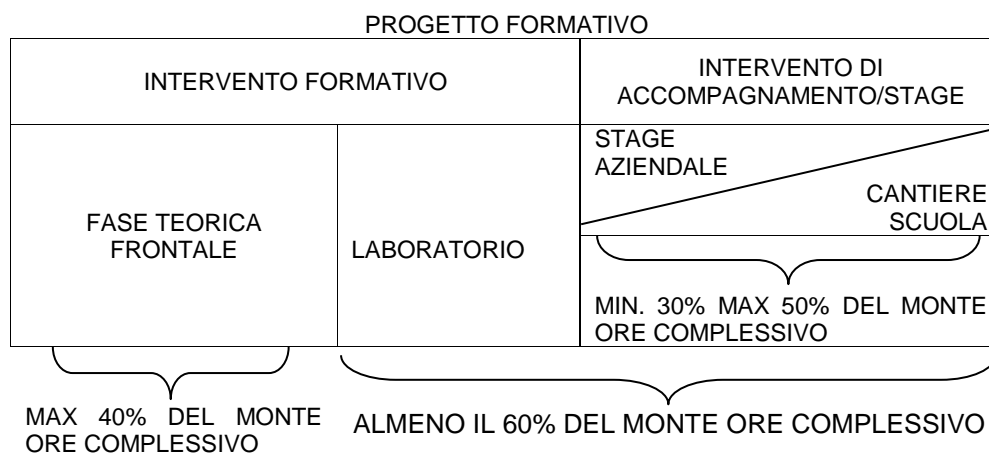 PROGETTO FORMATIVO
INTERVENTO FORMATIVO
INTERVENTO DI
ACCOMPAGNAMENTO/STAGE
FASE TEORICA
FRONTALE
LABORATORIO
STAGE
AZIENDALE
CANTIERE
SCUOLA
MIN. 30% MAX 50% DEL MONTE
ORE COMPLESSIVO
MAX 40% DEL MONTE
ORE COMPLESSIVO
ALMENO IL 60% DEL MONTE ORE COMPLESSIVO